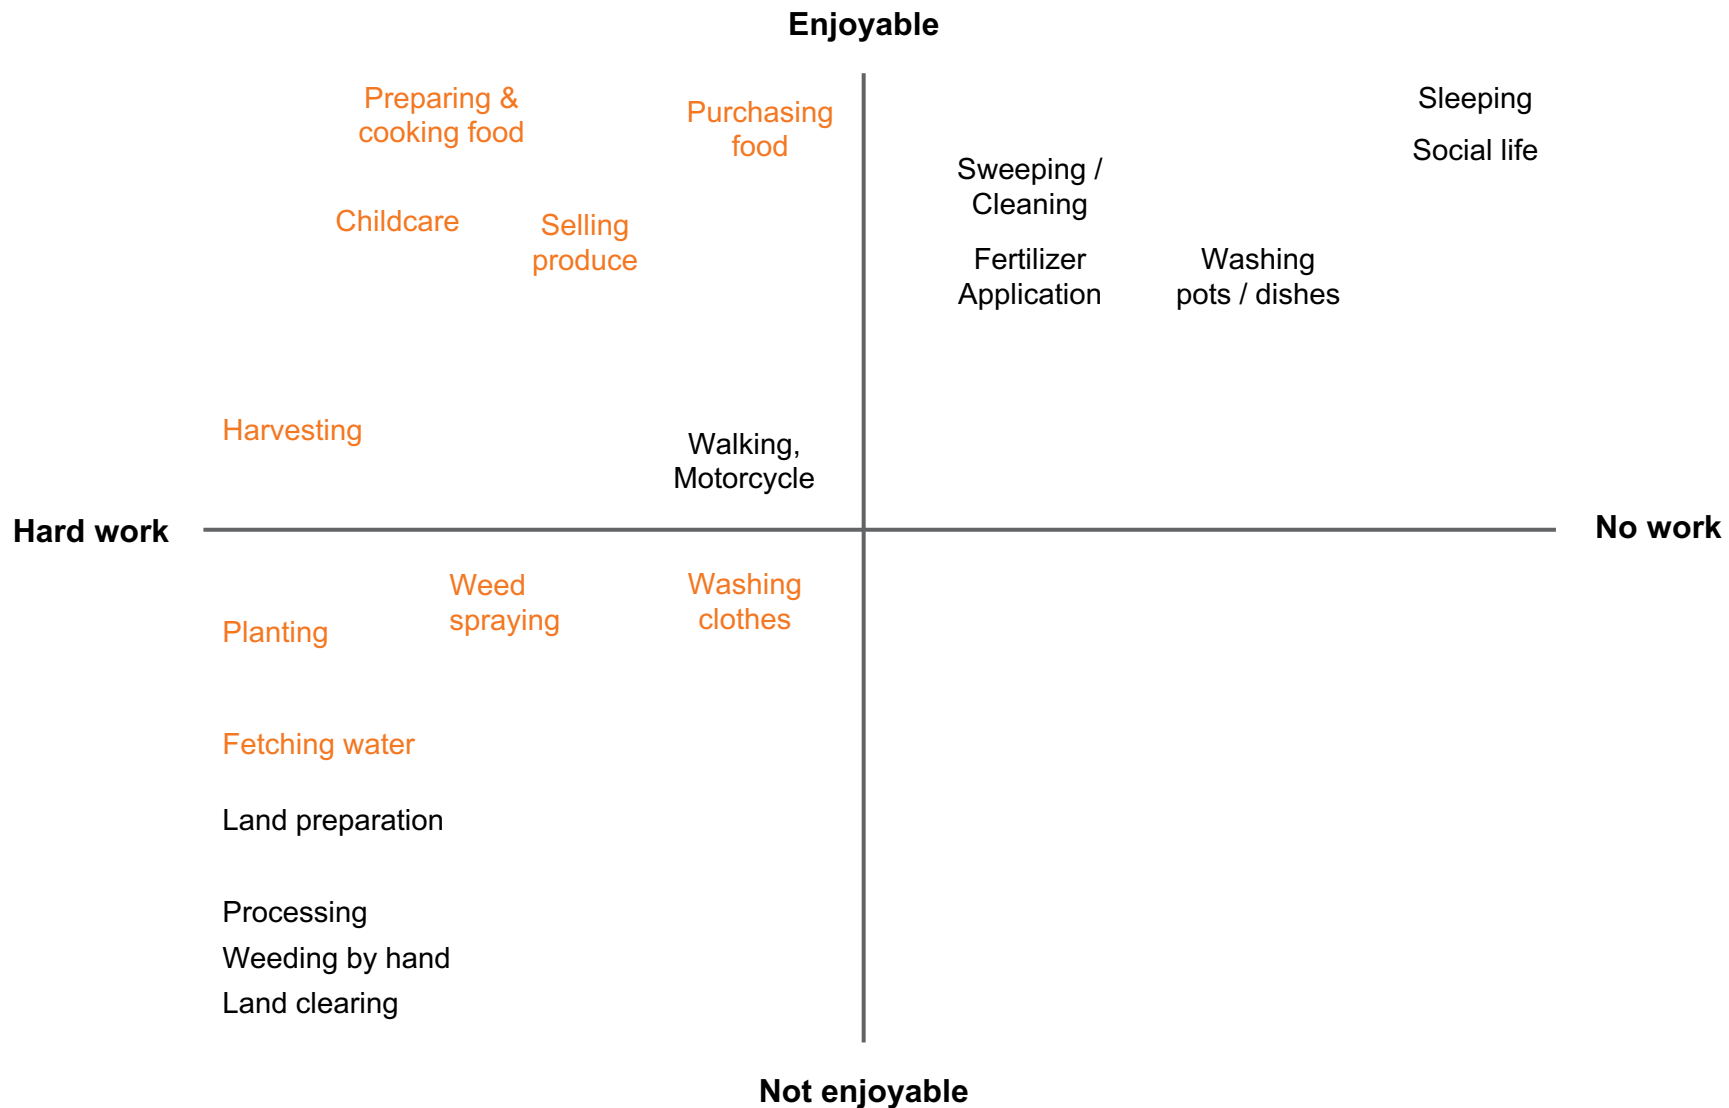 Enjoyable
Preparing &
cooking food
Purchasing
food
Sleeping
Social life
Sweeping /
Cleaning
Childcare
Selling
produce
Fertilizer
Application
Washing
pots / dishes
Harvesting
Walking,
Motorcycle
Hard work
No work
Weed
spraying
Washing
clothes
Planting
Fetching water
Land preparation
Processing
Weeding by hand
Land clearing
Not enjoyable